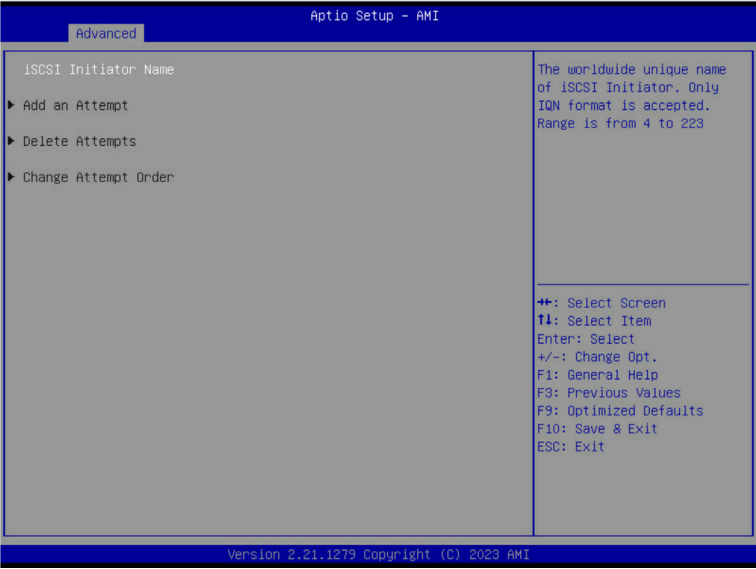 Aptio Setup – AMI
Advanced
iSCSI Initiator Name
▶ Add an Attempt
▶ Delete Attempts
▶ Change Attempt Order
The worldwide unique name
of iSCSI Initiator. Only
IQN format is accepted.
Range is from 4 to 223
→←: Select Screen
↑↓: Select Item
Enter: Select
+/-: Change Opt.
F1: General Help
F3: Previous Values
F9: Optimized Defaults
F10: Save & Exit
ESC: Exit
Version 2.21.1279 Copyright (C) 2023 AMI